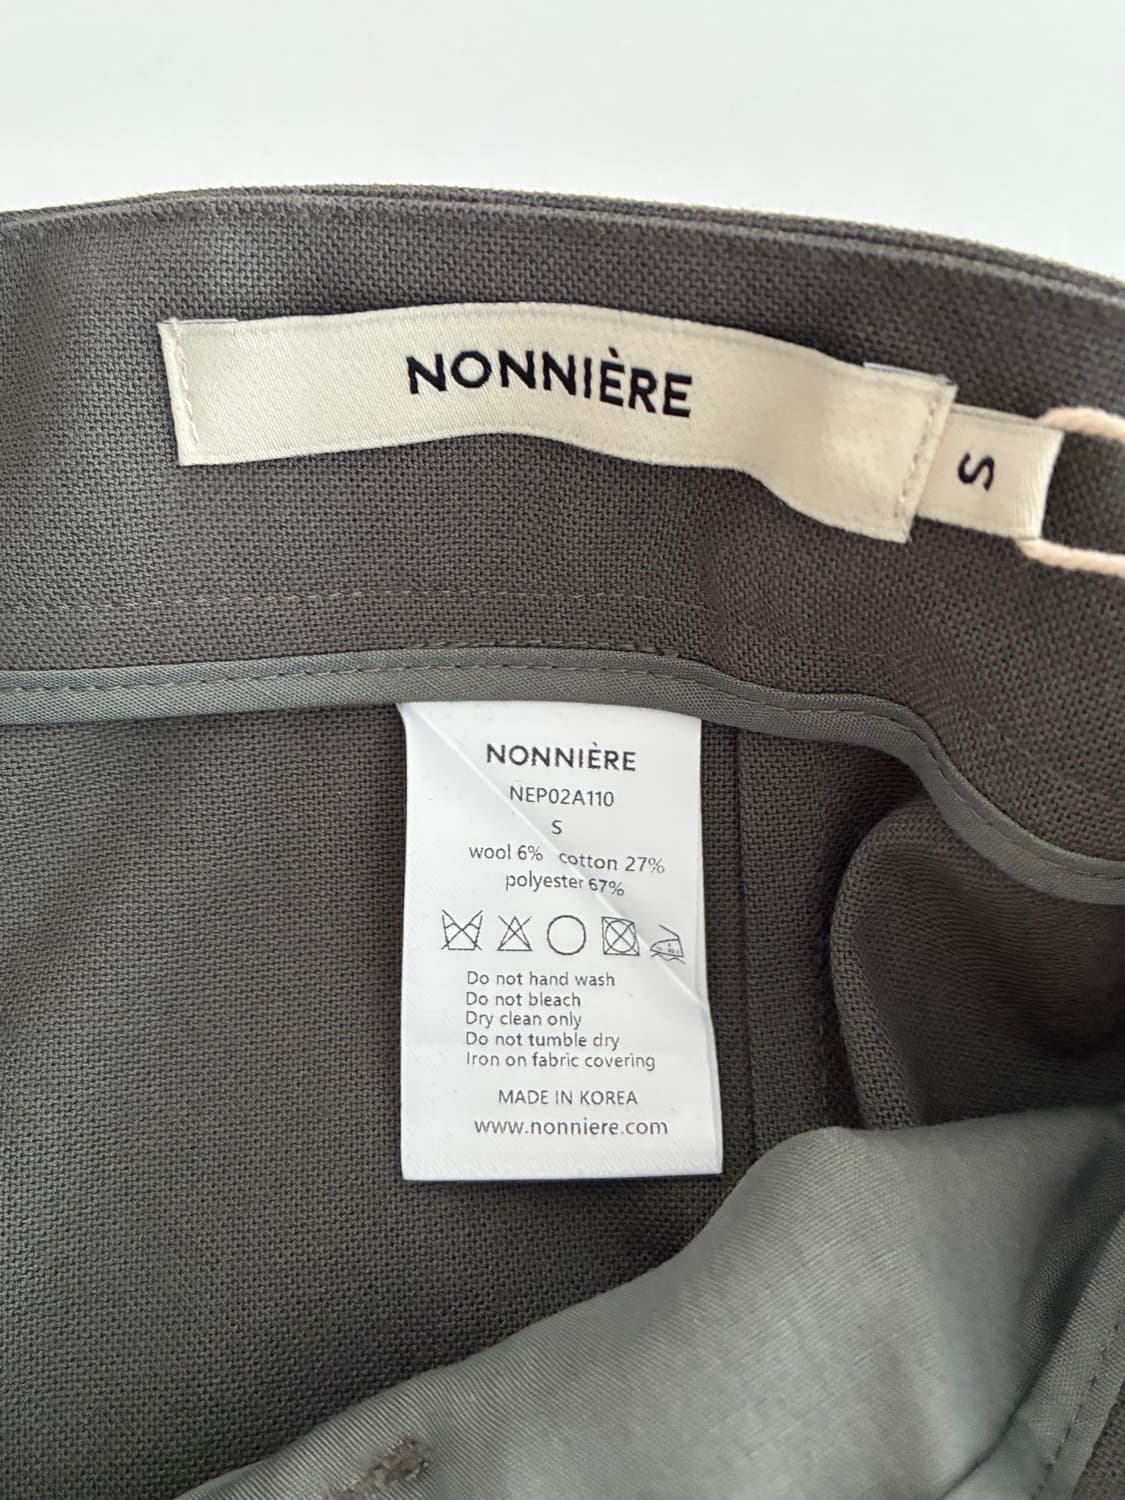 NONNIÈRE
S
NONNIÈRE
NEP02A110
S
wool 6% cotton 27%
polyester 67%
Do not hand wash
Do not bleach
Dry clean only
Do not tumble dry
Iron on fabric covering
MADE IN KOREA
www.nonniere.com